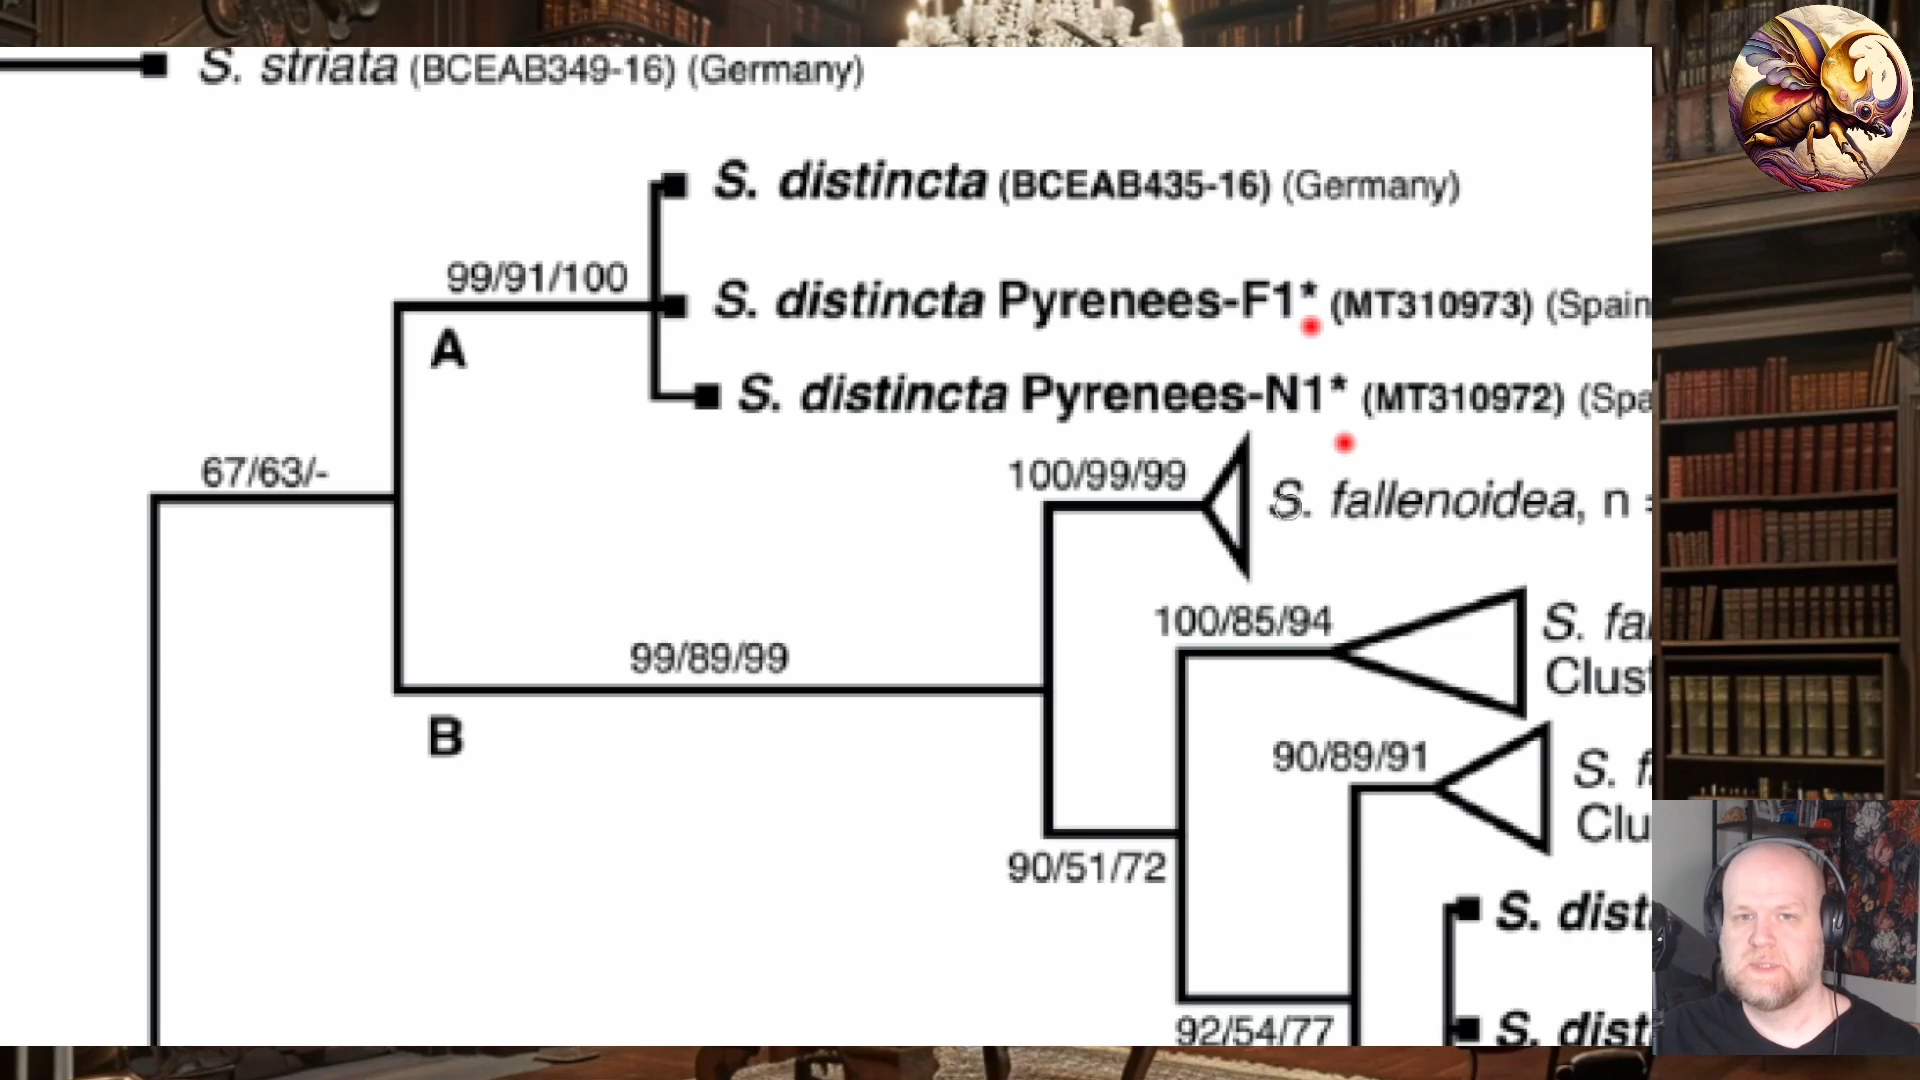 S. striata (BCEAB349-16) (Germany)
S. distincta (BCEAB435-16) (Germany)
99/91/100
S. distincta Pyrenees-F1* (MT310973) (Spain
A
S. distincta Pyrenees-N1* (MT310972) (Spa
67/63/-
100/99/99
S. fallenoidea, n
100/85/94
S. fal
Clust
99/89/99
B
90/89/91
S. f
Clu
90/51/72
S. dist
92/54/77
S. dist